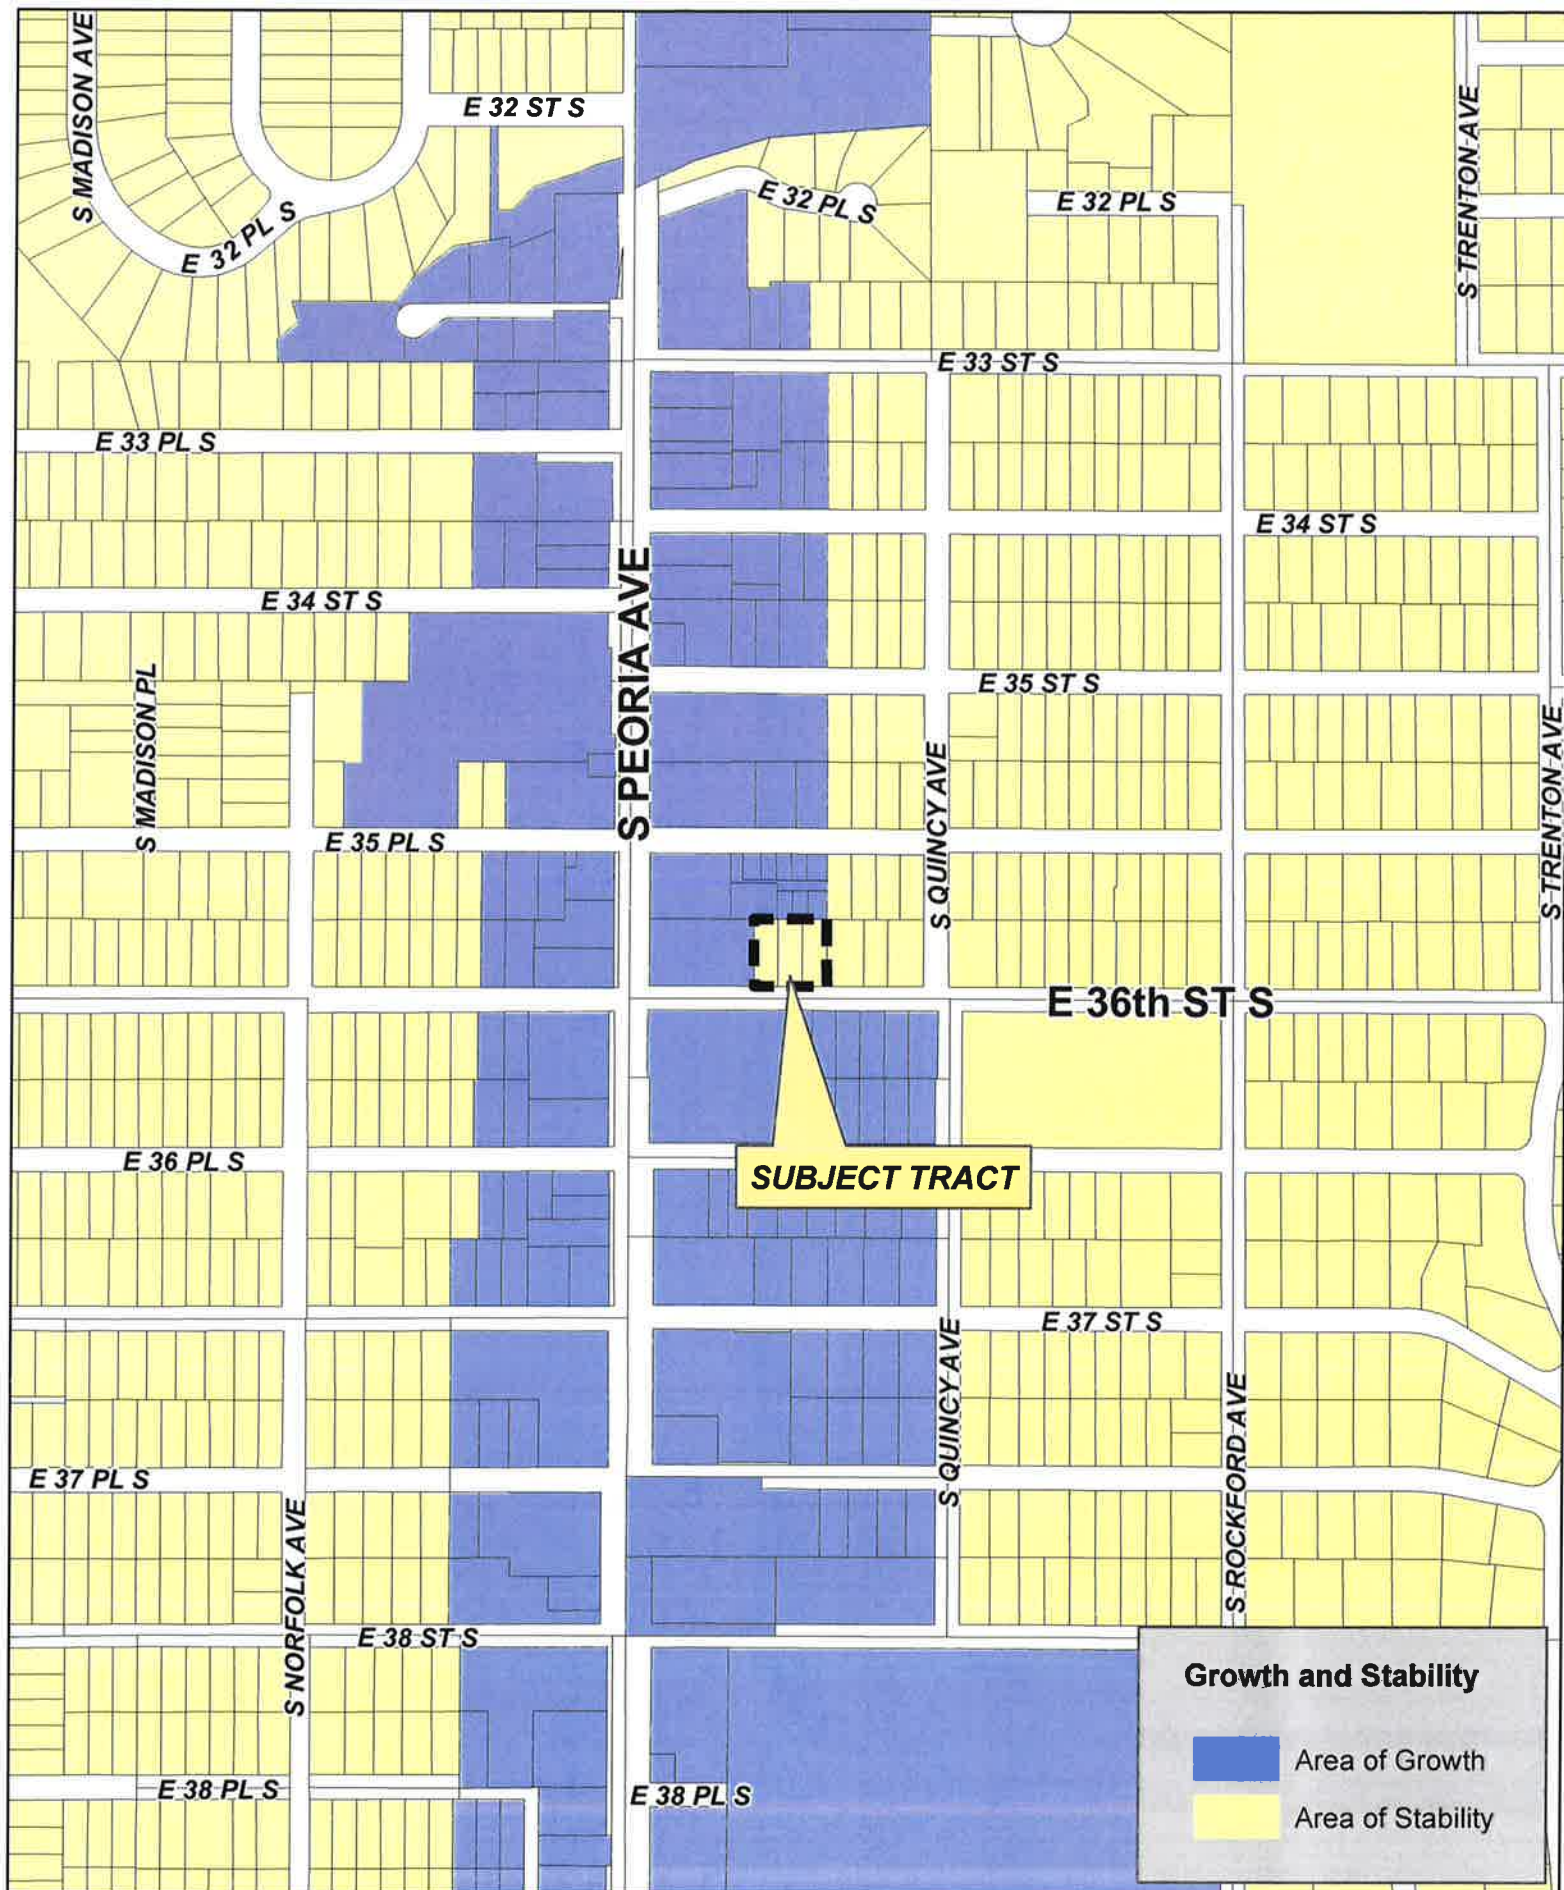 S MADISON AVE
E 32 ST S
S TRENTON AVE
E 32 PL S
E 32 PL S
E 32 PL S
E 33 ST S
E 33 PL S
E 34 ST S
S PEORIA AVE
E 34 ST S
S MADISON PL
E 35 ST S
S TRENTON AVE
S QUINCY AVE
E 35 PL S
E 36th ST S
E 36 PL S
SUBJECT TRACT
E 37 ST S
S QUINCY AVE
S ROCKFORD AVE
E 37 PL S
S NORFOLK AVE
E 38 ST S
E 38 PL S
E 38 PL S
Growth and Stability
Area of Growth
Area of Stability